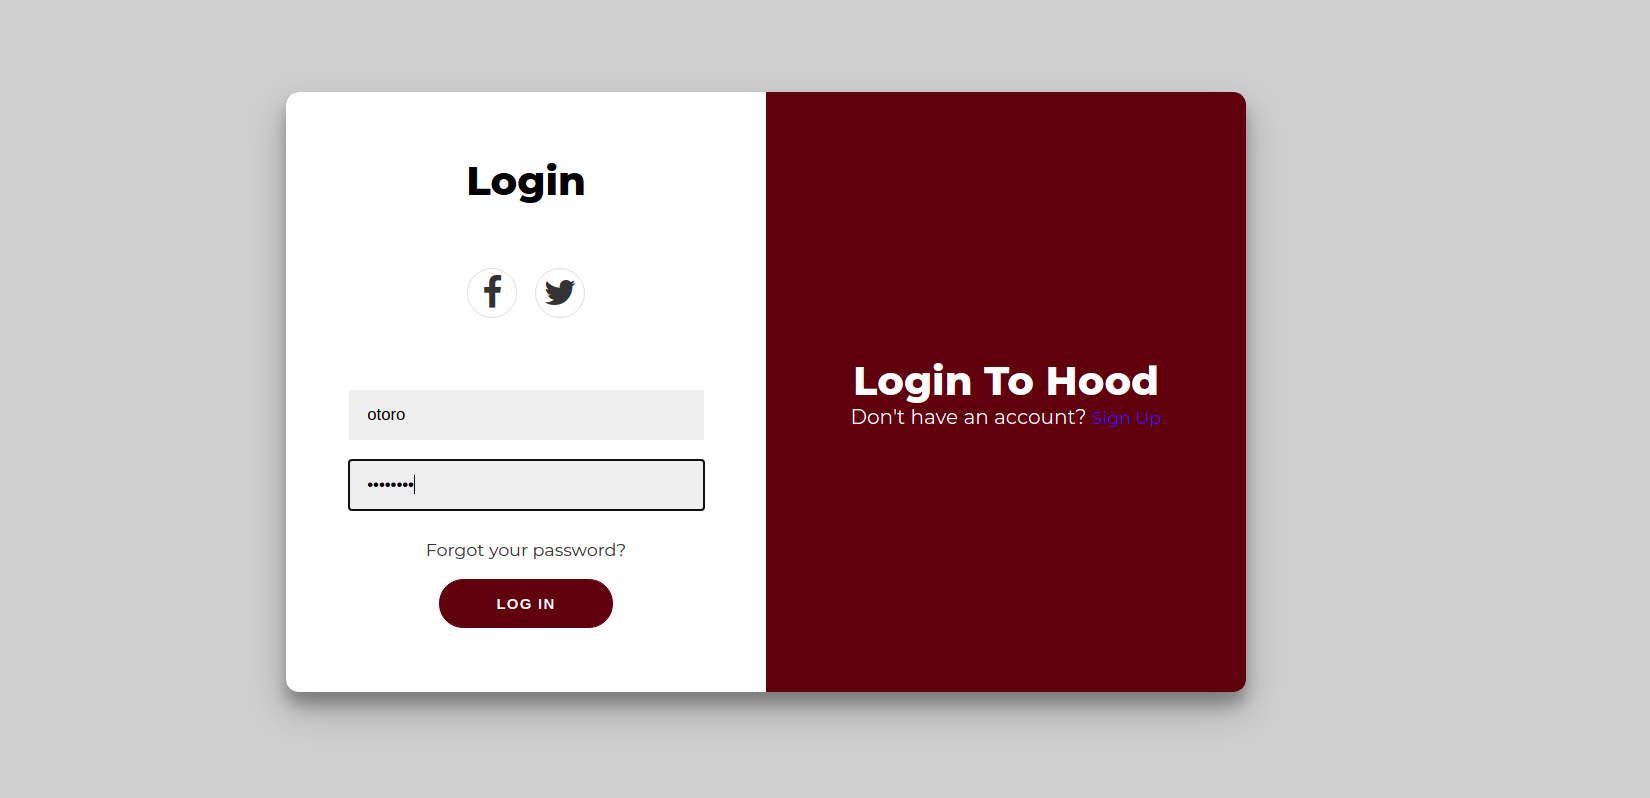 Login
otoro
••••••••
Forgot your password?
LOG IN
Login To Hood
Don't have an account? Sign Up